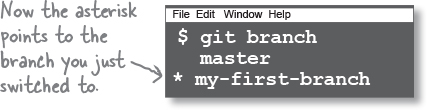 Now the asterisk
points to the
branch you just
switched to.
File Edit Window Help
$ git branch
master
* my-first-branch